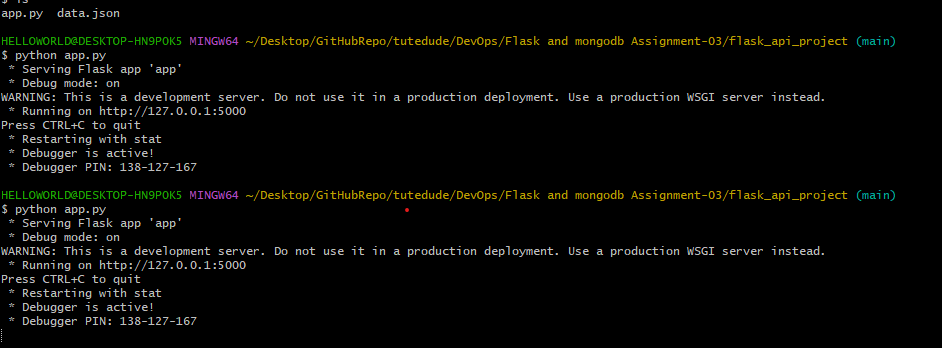 $ ls
app.py  data.json
HELLOWORLD@DESKTOP-HN9POK5 MINGW64 ~/Desktop/GitHubRepo/tutedude/DevOps/Flask and mongodb Assignment-03/flask_api_project (main)
$ python app.py
 * Serving Flask app 'app'
 * Debug mode: on
WARNING: This is a development server. Do not use it in a production deployment. Use a production WSGI server instead.
 * Running on http://127.0.0.1:5000
Press CTRL+C to quit
 * Restarting with stat
 * Debugger is active!
 * Debugger PIN: 138-127-167
HELLOWORLD@DESKTOP-HN9POK5 MINGW64 ~/Desktop/GitHubRepo/tutedude/DevOps/Flask and mongodb Assignment-03/flask_api_project (main)
$ python app.py
 * Serving Flask app 'app'
 * Debug mode: on
WARNING: This is a development server. Do not use it in a production deployment. Use a production WSGI server instead.
 * Running on http://127.0.0.1:5000
Press CTRL+C to quit
 * Restarting with stat
 * Debugger is active!
 * Debugger PIN: 138-127-167